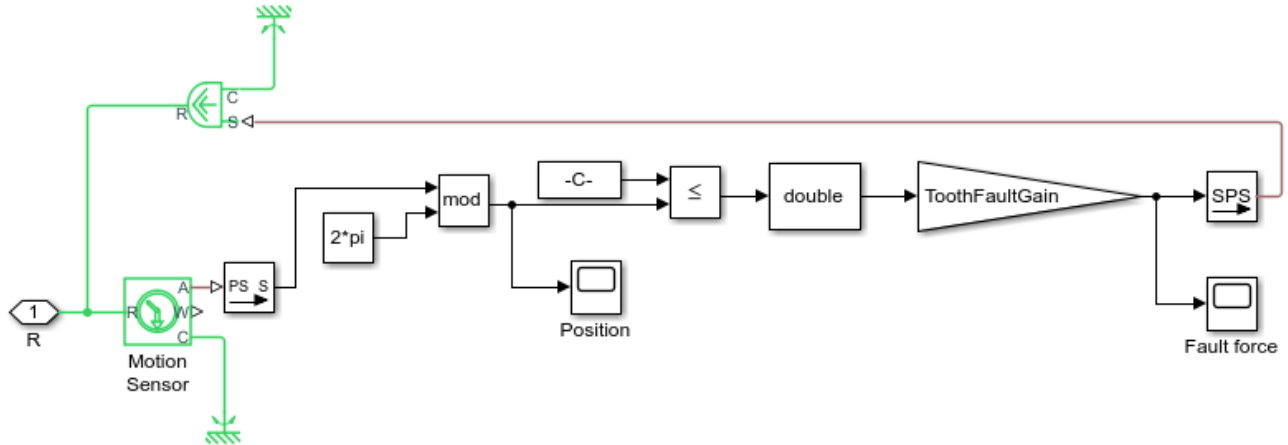 C
R
S
-C-
≤
mod
double
ToothFaultGain
SPS
2*pi
A
PS S
1
R
W
R
C
Position
Fault force
Motion
Sensor